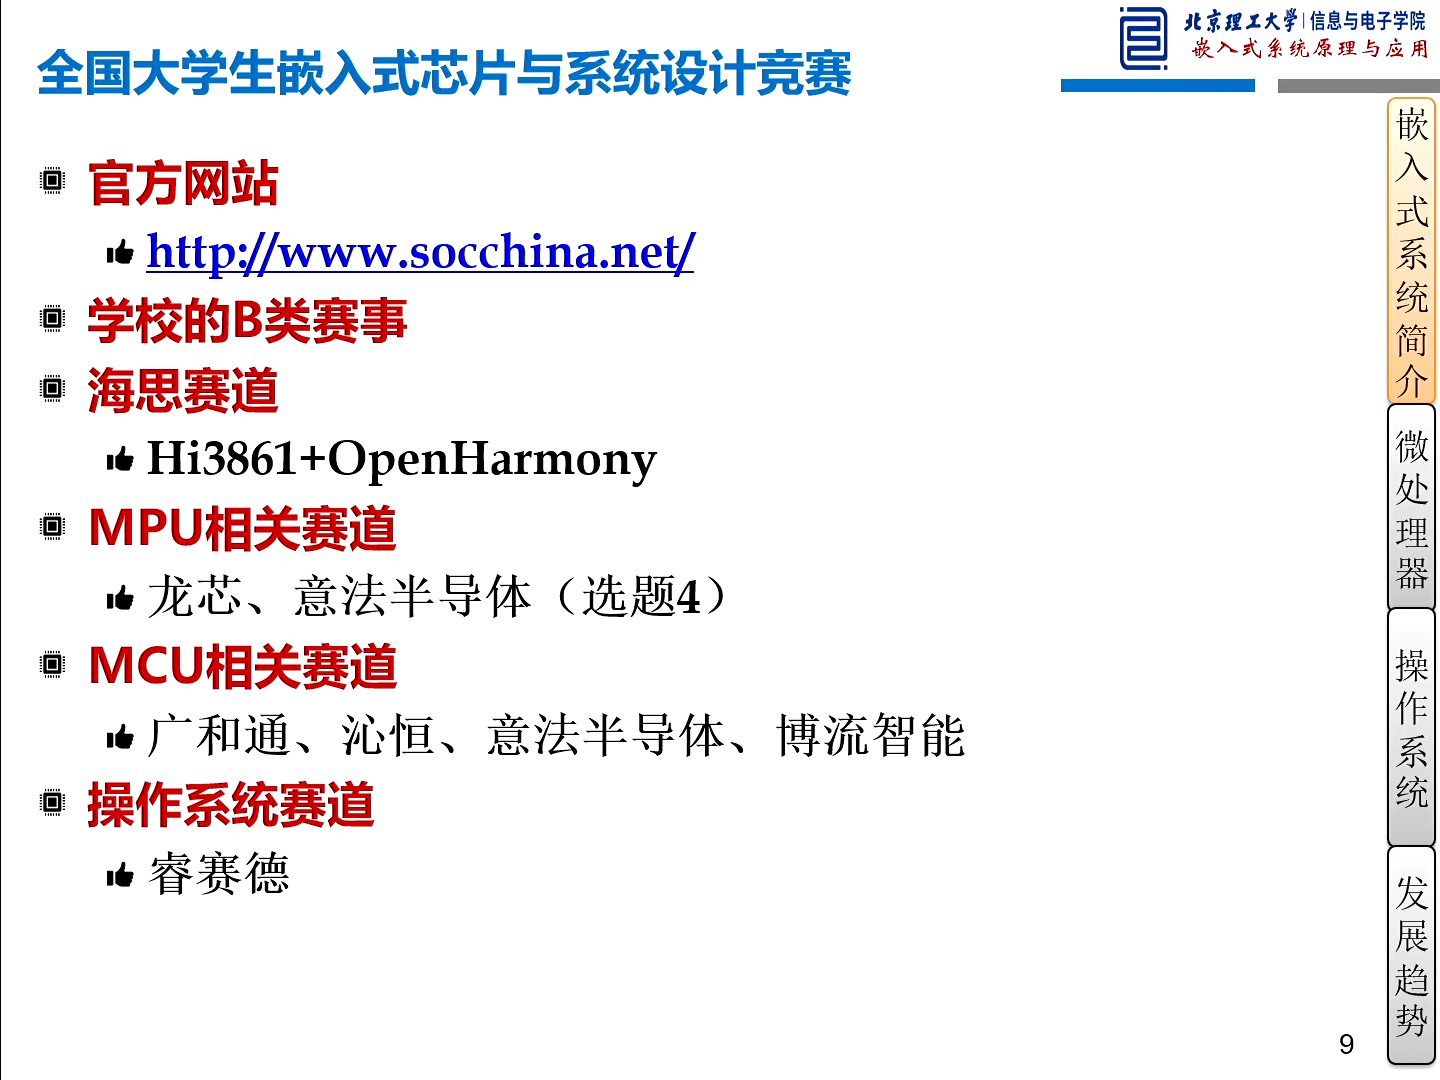 北京理工大学 | 信息与电子学院
嵌入式系统原理与应用
全国大学生嵌入式芯片与系统设计竞赛
官方网站
http://www.socchina.net/
学校的B类赛事
海思赛道
Hi3861+OpenHarmony
MPU相关赛道
龙芯、意法半导体（选题4）
MCU相关赛道
广和通、沁恒、意法半导体、博流智能
操作系统赛道
睿赛德
嵌入式系统简介
微处理器
操作系统
发展趋势
9